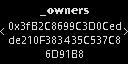 _owners
<0x3fB2C8699C3D0Ced>
de210F383435C537C8
6D91B8